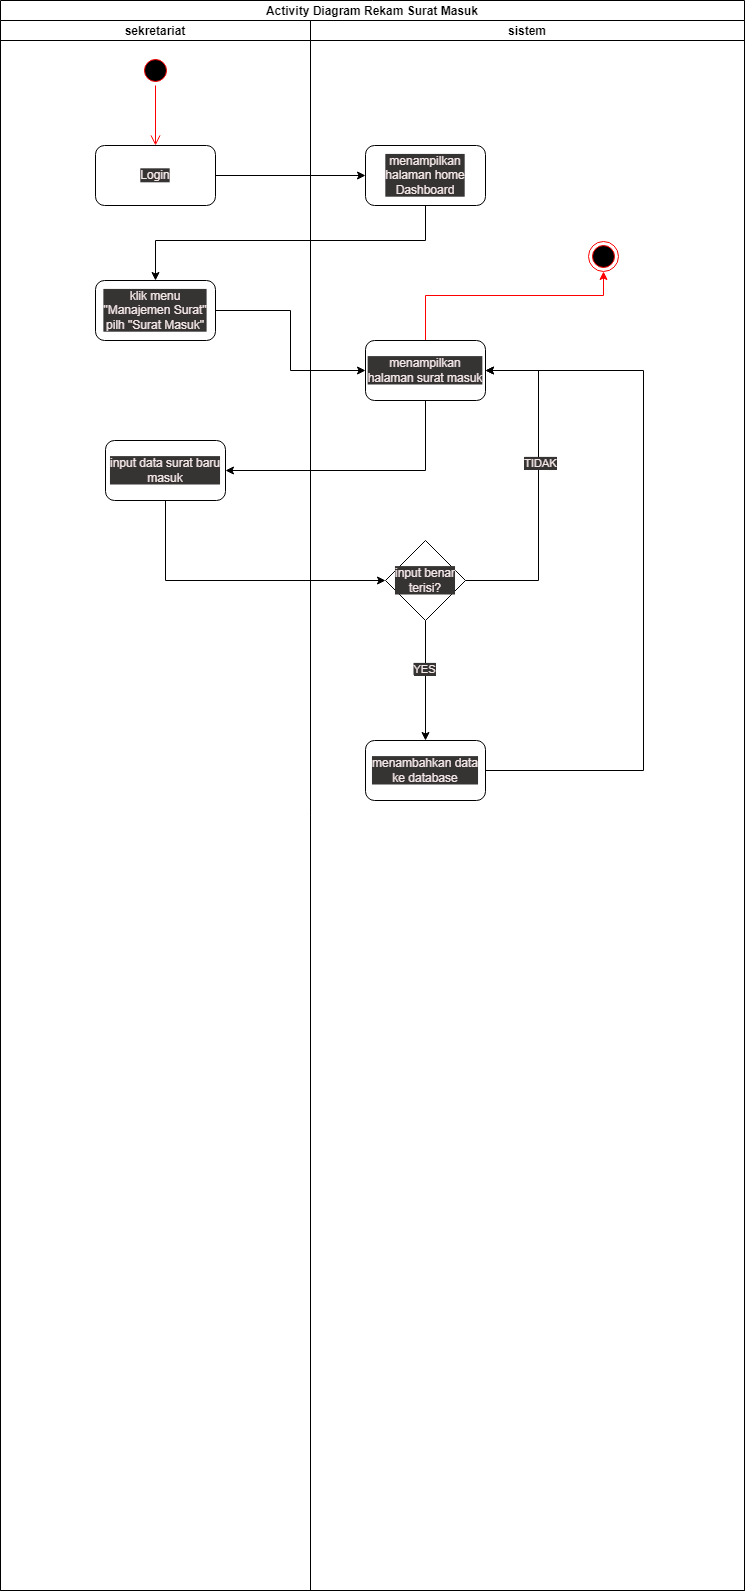 Activity Diagram Rekam Surat Masuk
sekretariat
sistem
Login
menampilkan
halaman home
Dashboard
klik menu
"Manajemen Surat"
pilh "Surat Masuk"
menampilkan
halaman surat masuk
input data surat baru
masuk
TIDAK
input benar
terisi?
YES
menambahkan data
ke database